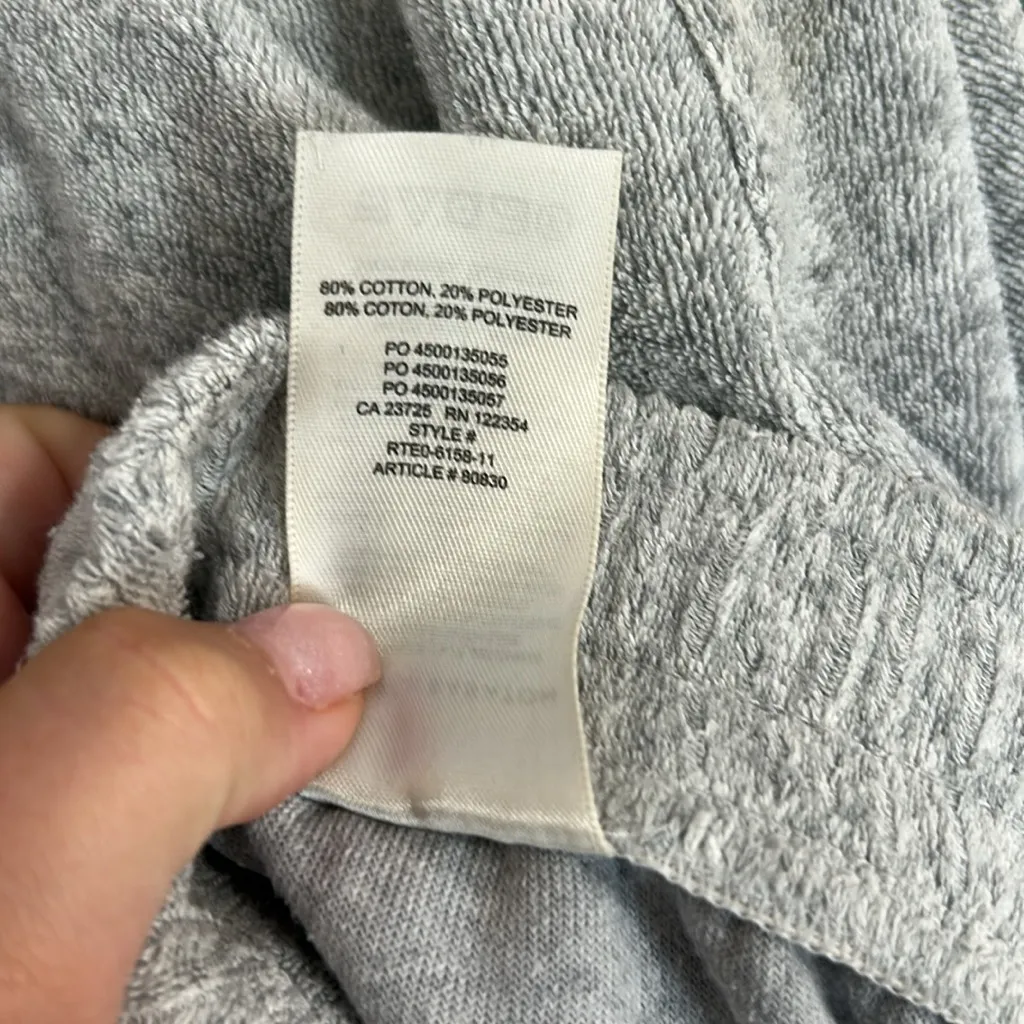 80% COTTON, 20% POLYESTER
80% COTON, 20% POLYESTER
PO 4500135055
PO 4500135056
PO 4500135057
CA 23725 RN 122354
STYLE #
RTE0-6158-11
ARTICLE # 80830